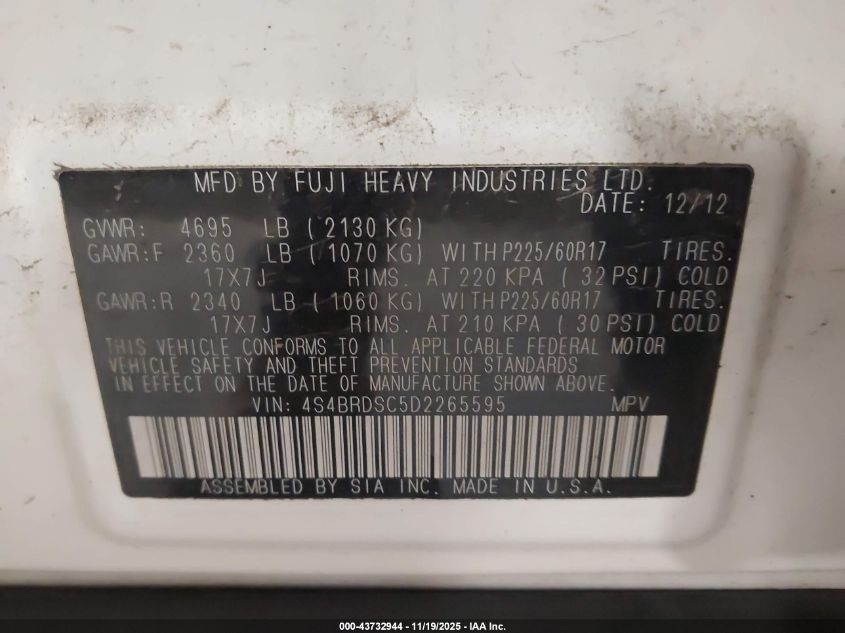 MFD BY FUJI HEAVY INDUSTRIES LTD.
DATE: 12/12
GVWR: 4695 LB ( 2130 KG)
GAWR:F 2360 LB ( 1070 KG) WITH P225/60R17 TIRES.
17X7J RIMS. AT 220 KPA ( 32 PSI) COLD
GAWR:R 2340 LB ( 1060 KG) WITH P225/60R17 TIRES.
17X7J RIMS. AT 210 KPA ( 30 PSI) COLD
THIS VEHICLE CONFORMS TO ALL APPLICABLE FEDERAL MOTOR
VEHICLE SAFETY AND THEFT PREVENTION STANDARDS
IN EFFECT ON THE DATE OF MANUFACTURE SHOWN ABOVE.
VIN: 4S4BRDSC5D2265595 MPV
ASSEMBLED BY SIA INC. MADE IN U.S.A.
000-43732944 - 11/19/2025 - IAA Inc.